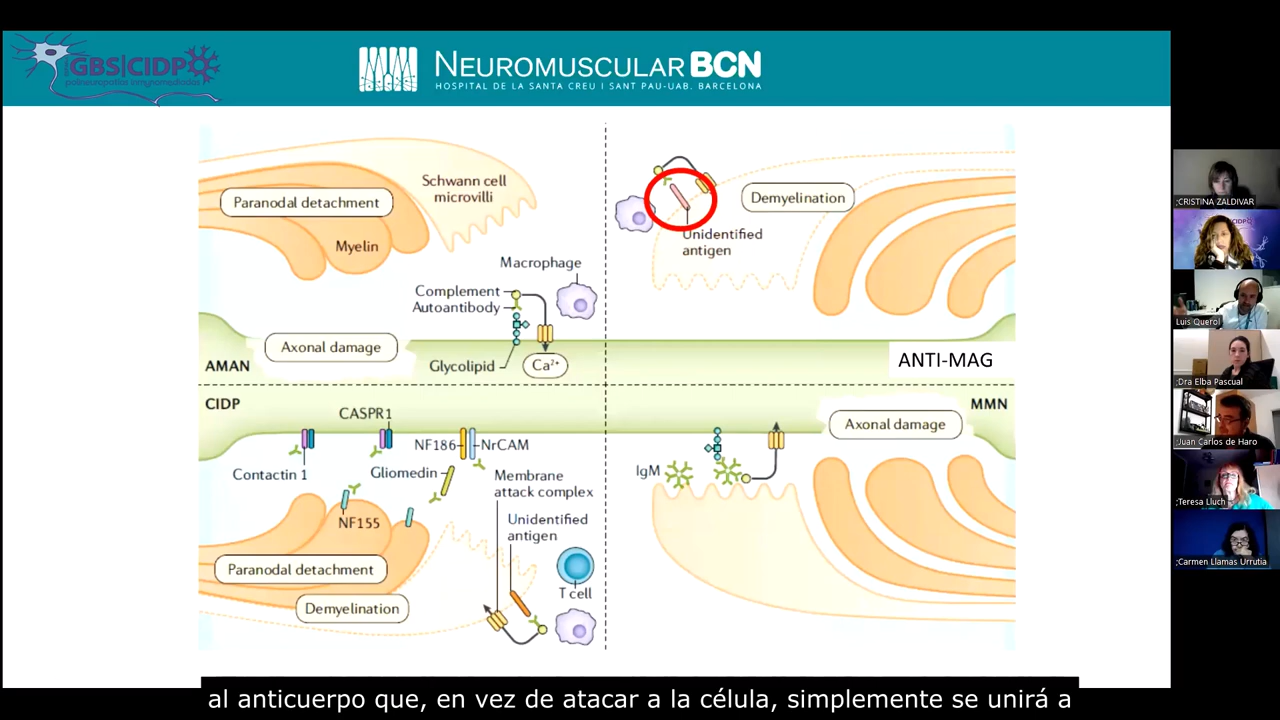 GBS|CIDP
polineuropatías inmunomediadas
NEUROMUSCULAR BCN
HOSPITAL DE LA SANTA CREU I SANT PAU-UAB. BARCELONA
Paranodal detachment
Schwann cell
microvilli
Myelin
Macrophage
Complement
Autoantibody
Axonal damage
Glycolipid
Ca²⁺
AMAN
Demyelination
Unidentified
antigen
ANTI-MAG
CIDP
CASPR1
NF186
NrCAM
Contactin 1
Gliomedin
Membrane
attack complex
NF155
Unidentified
antigen
Paranodal detachment
T cell
Demyelination
MMN
Axonal damage
IgM
;CRISTINA ZALDIVAR
Luis Querol
;Dra Elba Pascual
;Juan Carlos de Haro
;Teresa Lluch
;Carmen Llamas Urrutia
al anticuerpo que, en vez de atacar a la célula, simplemente se unirá a